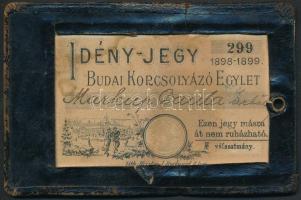 IDÉNY-JEGY 299
1898-1899.
BUDAI KORCSOLYÁZÓ EGYLET
Ezen jegy másra
át nem ruházható.
A választmány.